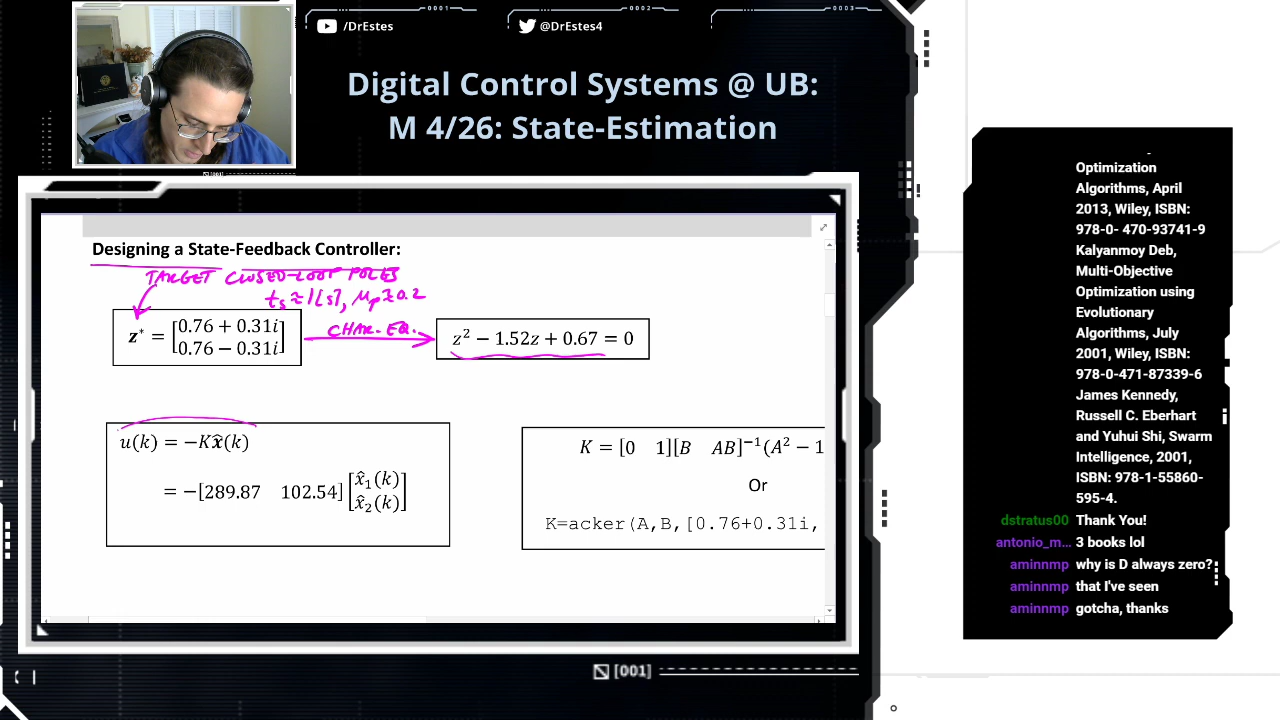 0001
0002
0003
/DrEstes
@DrEstes4
Digital Control Systems @ UB:
M 4/26: State-Estimation
[001]
Designing a State-Feedback Controller:
TARGET CLOSED-LOOP POLES
ts ≈ 1[s], Mp ≈ 0.2
z* = [0.76 + 0.31i
0.76 − 0.31i]
CHAR. EQ.
z² − 1.52z + 0.67 = 0
u(k) = −Kx̂(k)
= −[289.87 102.54] [x̂₁(k)
x̂₂(k)]
K = [0 1][B AB]⁻¹(A² − 1
Or
K=acker(A,B,[0.76+0.31i,
[001]
Optimization
Algorithms, April
2013, Wiley, ISBN:
978-0- 470-93741-9
Kalyanmoy Deb,
Multi-Objective
Optimization using
Evolutionary
Algorithms, July
2001, Wiley, ISBN:
978-0-471-87339-6
James Kennedy,
Russell C. Eberhart
and Yuhui Shi, Swarm
Intelligence, 2001,
ISBN: 978-1-55860-
595-4.
dstratus00 Thank You!
antonio_m... 3 books lol
aminnmp why is D always zero?
aminnmp that I've seen
aminnmp gotcha, thanks